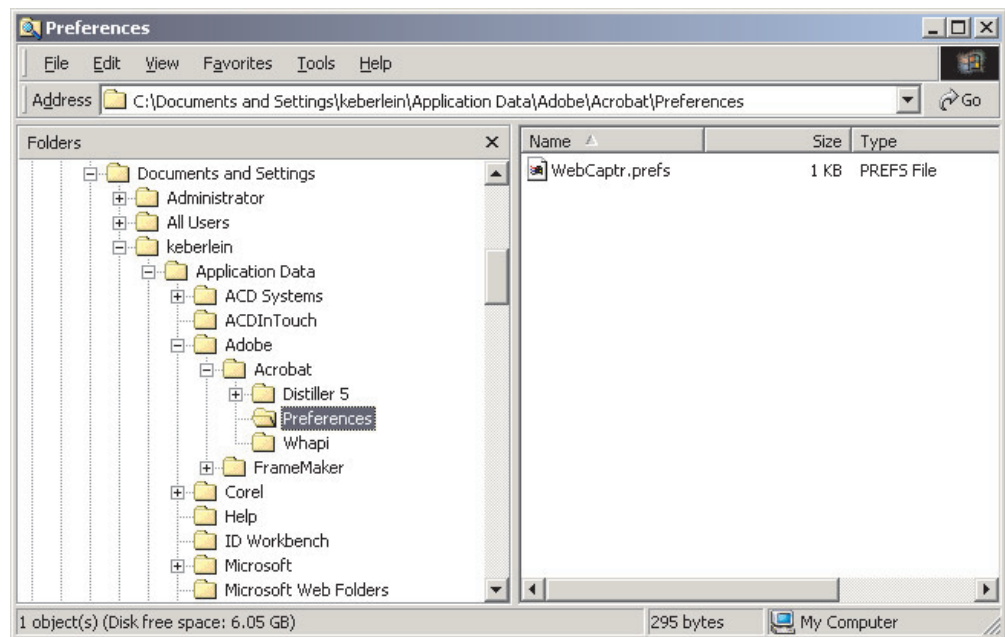 Preferences
File Edit View Favorites Tools Help
Address C:\Documents and Settings\keberlein\Application Data\Adobe\Acrobat\Preferences Go
Folders
Documents and Settings
Administrator
All Users
keberlein
Application Data
ACD Systems
ACDInTouch
Adobe
Acrobat
Distiller 5
Preferences
Whapi
FrameMaker
Corel
Help
ID Workbench
Microsoft
Microsoft Web Folders
Name Size Type
WebCaptr.prefs 1 KB PREFS File
1 object(s) (Disk free space: 6.05 GB) 295 bytes My Computer